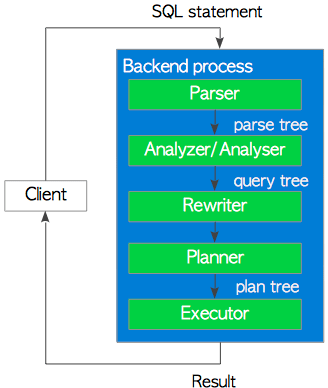 SQL statement
Backend process
Parser
parse tree
Analyzer/Analyser
query tree
Client
Rewriter
Planner
plan tree
Executor
Result